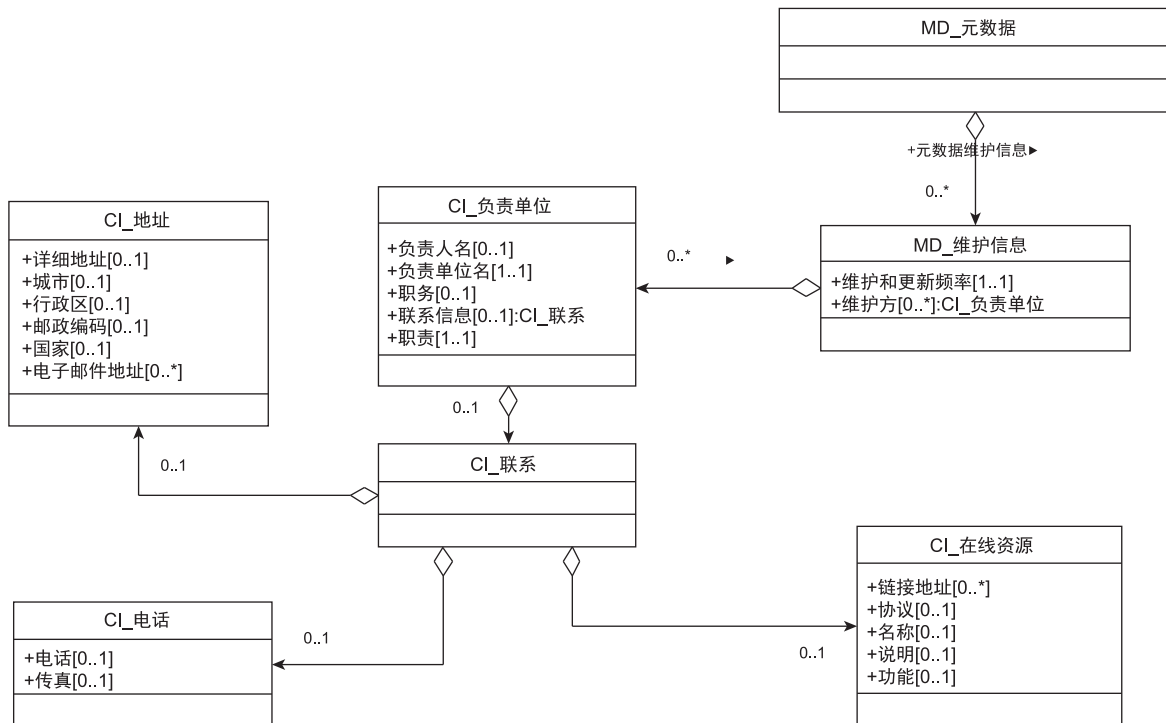 MD_元数据
+元数据维护信息▶
0..*
MD_维护信息
+维护和更新频率[1..1]
+维护方[0..*]:CI_负责单位
0..*
▶
CI_负责单位
+负责人名[0..1]
+负责单位名[1..1]
+职务[0..1]
+联系信息[0..1]:CI_联系
+职责[1..1]
CI_地址
+详细地址[0..1]
+城市[0..1]
+行政区[0..1]
+邮政编码[0..1]
+国家[0..1]
+电子邮件地址[0..*]
0..1
0..1
CI_联系
CI_电话
+电话[0..1]
+传真[0..1]
0..1
0..1
CI_在线资源
+链接地址[0..*]
+协议[0..1]
+名称[0..1]
+说明[0..1]
+功能[0..1]